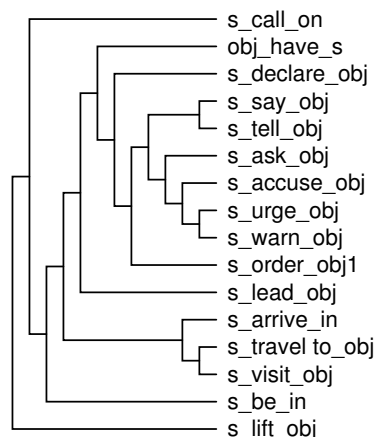 s_call_on
obj_have_s
s_declare_obj
s_say_obj
s_tell_obj
s_ask_obj
s_accuse_obj
s_urge_obj
s_warn_obj
s_order_obj1
s_lead_obj
s_arrive_in
s_travel to_obj
s_visit_obj
s_be_in
s_lift_obj